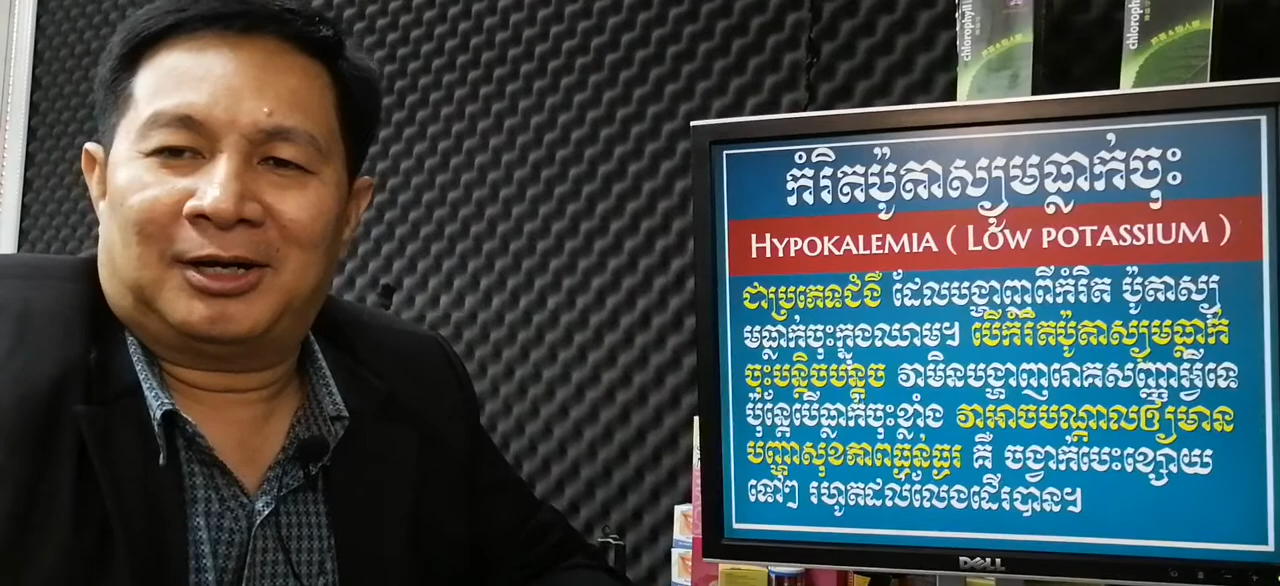 chlorophyll
chlorophyll
កំរិតប៉ូតាស្យូមធ្លាក់ចុះ
HYPOKALEMIA ( LOW POTASSIUM )
ជាប្រភេទជំងឺ ដែលបង្ហាញពីកំរិត ប៉ូតាស្យូ
មធ្លាក់ចុះក្នុងឈាម។ បើកំរិតប៉ូតាស្យូមធ្លាក់
ចុះបន្តិចបន្តួច វាមិនបង្ហាញរោគសញ្ញាអ្វីទេ
ប៉ុន្តែបើធ្លាក់ចុះខ្លាំង វាអាចបណ្តាលឲ្យមាន
បញ្ហាសុខភាពធ្ងន់ធ្ងរ គឺ ចង្វាក់បេះខ្សោយ
ទៅៗ រហូតដល់លែងដើរបាន។
DELL